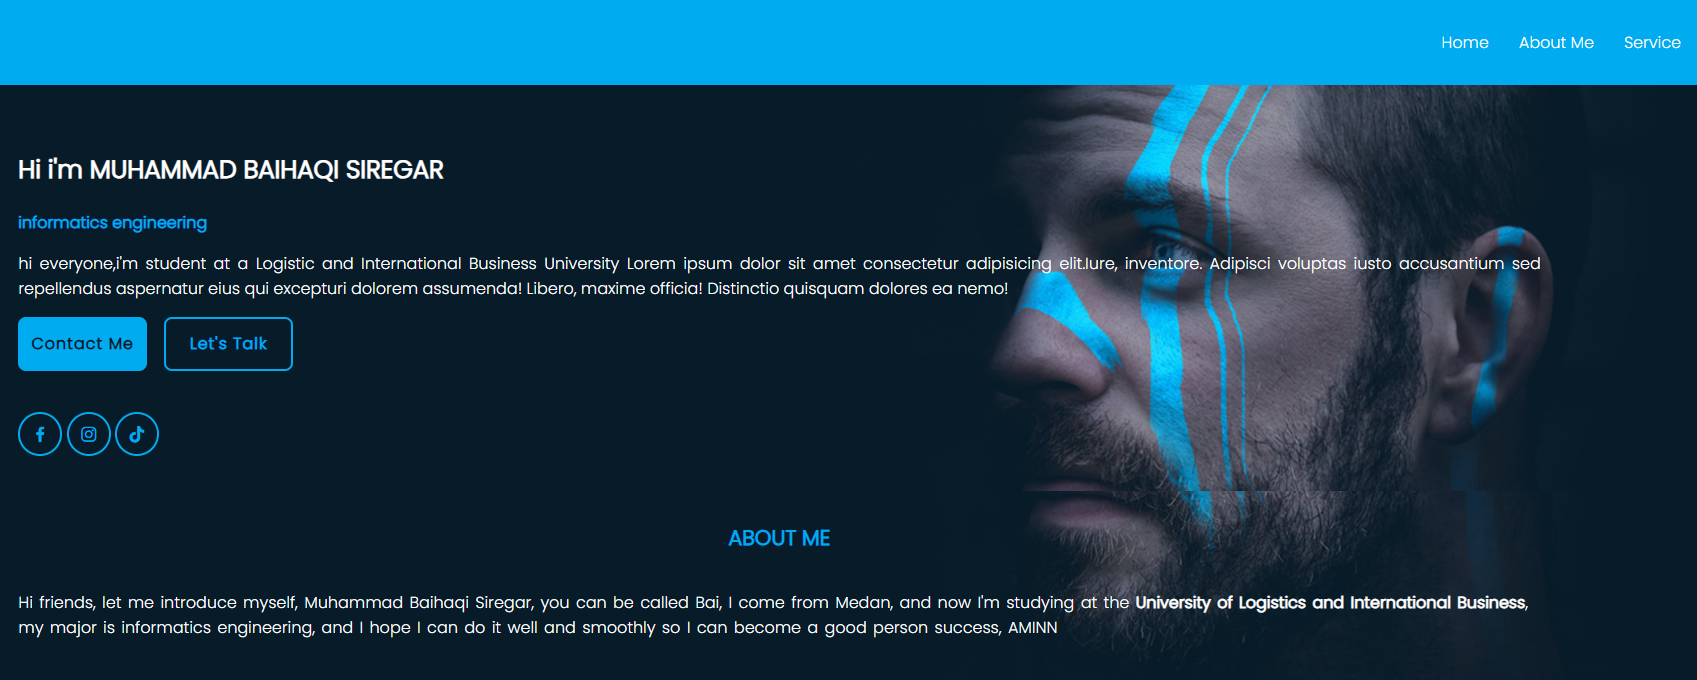 Home About Me Service
Hi i'm MUHAMMAD BAIHAQI SIREGAR
informatics engineering
hi everyone,i'm student at a Logistic and International Business University Lorem ipsum dolor sit amet consectetur adipisicing elit.Iure, inventore. Adipisci voluptas iusto accusantium sed
repellendus aspernatur eius qui excepturi dolorem assumenda! Libero, maxime officia! Distinctio quisquam dolores ea nemo!
Contact Me Let's Talk
ABOUT ME
Hi friends, let me introduce myself, Muhammad Baihaqi Siregar, you can be called Bai, I come from Medan, and now I'm studying at the University of Logistics and International Business,
my major is informatics engineering, and I hope I can do it well and smoothly so I can become a good person success, AMINN